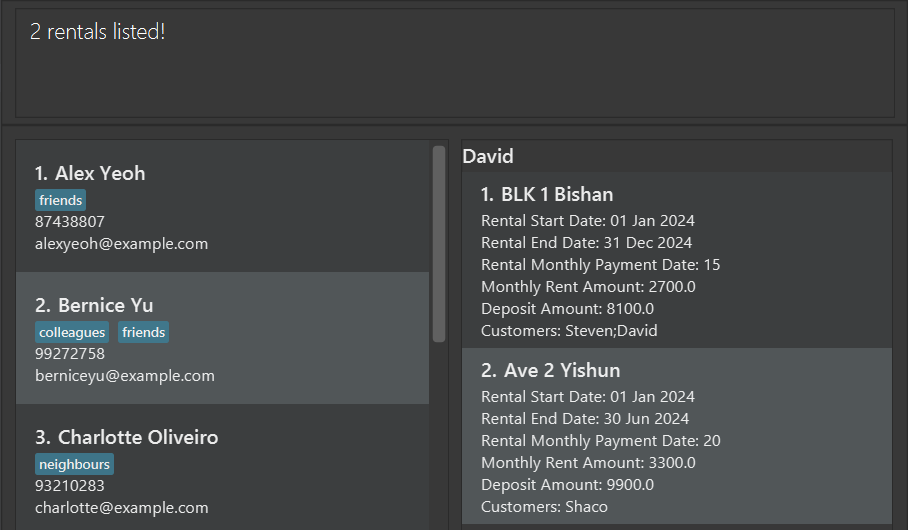 2 rentals listed!
1. Alex Yeoh
friends
87438807
alexyeoh@example.com
2. Bernice Yu
colleagues friends
99272758
berniceyu@example.com
3. Charlotte Oliveiro
neighbours
93210283
charlotte@example.com
David
1. BLK 1 Bishan
Rental Start Date: 01 Jan 2024
Rental End Date: 31 Dec 2024
Rental Monthly Payment Date: 15
Monthly Rent Amount: 2700.0
Deposit Amount: 8100.0
Customers: Steven;David
2. Ave 2 Yishun
Rental Start Date: 01 Jan 2024
Rental End Date: 30 Jun 2024
Rental Monthly Payment Date: 20
Monthly Rent Amount: 3300.0
Deposit Amount: 9900.0
Customers: Shaco